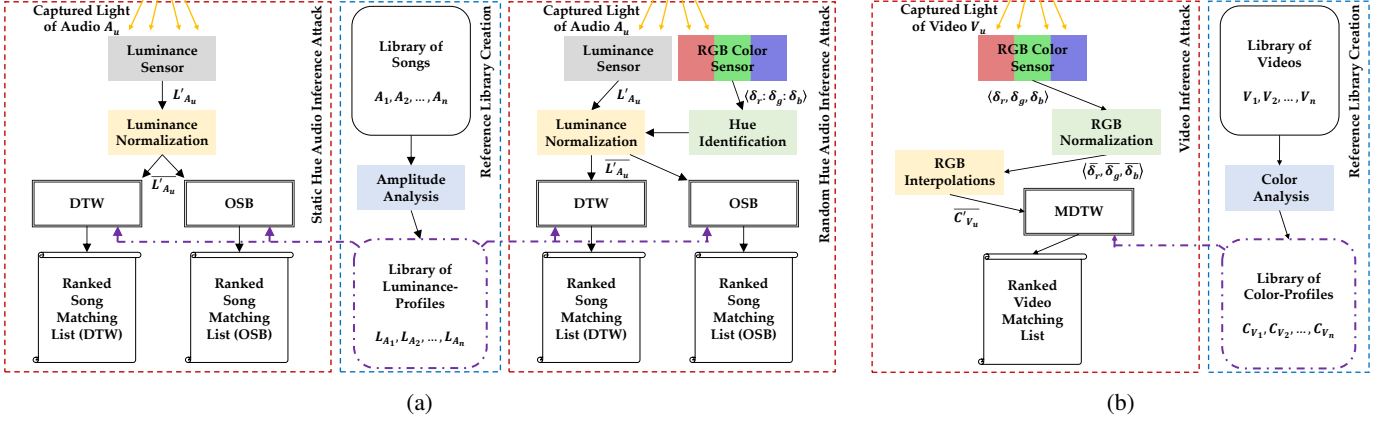 Captured Light
of Audio A_u
Luminance
Sensor
L'_{A_u}
Luminance
Normalization
\overline{L'_{A_u}}
DTW
OSB
Ranked
Song
Matching
List (DTW)
Ranked
Song
Matching
List (OSB)
Static Hue Audio Inference Attack
Library of
Songs
A_1, A_2, ..., A_n
Amplitude
Analysis
Library of
Luminance-
Profiles
L_{A_1}, L_{A_2}, ..., L_{A_n}
Reference Library Creation
Captured Light
of Audio A_u
Luminance
Sensor
RGB Color
Sensor
L'_{A_u}
⟨δ_r: δ_g: δ_b⟩
Luminance
Normalization
Hue
Identification
\overline{L'_{A_u}}
DTW
OSB
Ranked
Song
Matching
List (DTW)
Ranked
Song
Matching
List (OSB)
Random Hue Audio Inference Attack
(a)
Captured Light
of Video V_u
RGB Color
Sensor
⟨δ_r, δ_g, δ_b⟩
RGB
Normalization
⟨\overline{δ_r}, \overline{δ_g}, \overline{δ_b}⟩
RGB
Interpolations
\overline{C'_{V_u}}
MDTW
Ranked
Video
Matching
List
Video Inference Attack
Library of
Videos
V_1, V_2, ..., V_n
Color
Analysis
Library of
Color-Profiles
C_{V_1}, C_{V_2}, ..., C_{V_n}
Reference Library Creation
(b)